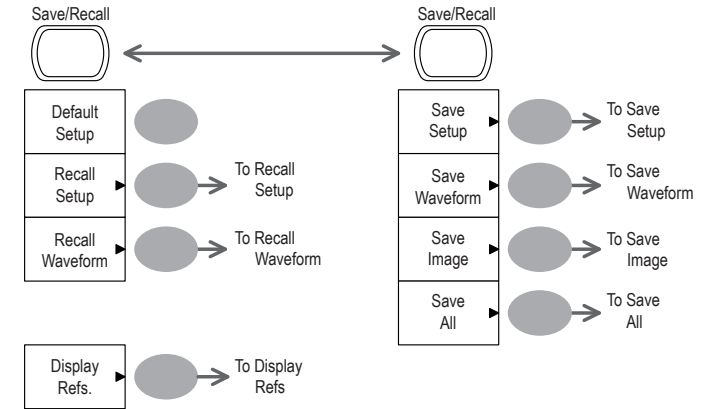 Save/Recall
Default
Setup
Recall
Setup
To Recall
Setup
Recall
Waveform
To Recall
Waveform
Display
Refs.
To Display
Refs
Save/Recall
Save
Setup
To Save
Setup
Save
Waveform
To Save
Waveform
Save
Image
To Save
Image
Save
All
To Save
All